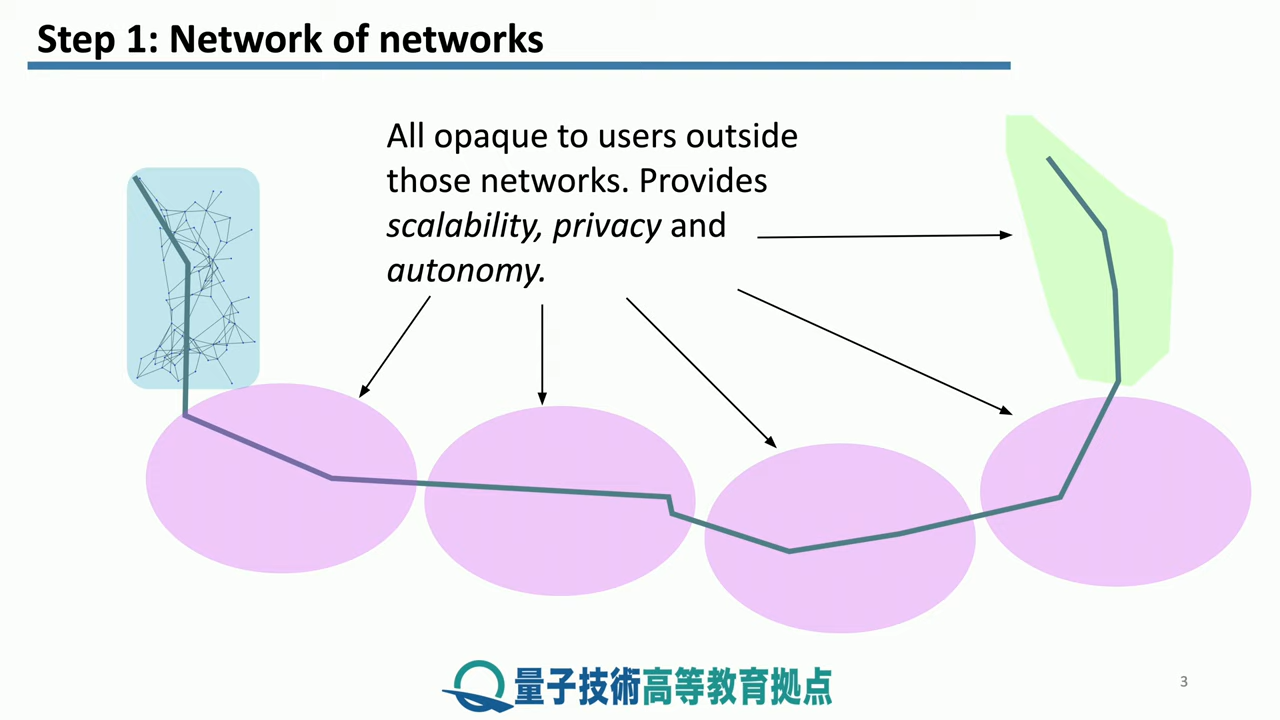 Step 1: Network of networks
All opaque to users outside
those networks. Provides
scalability, privacy and
autonomy.
量子技術高等教育拠点
3